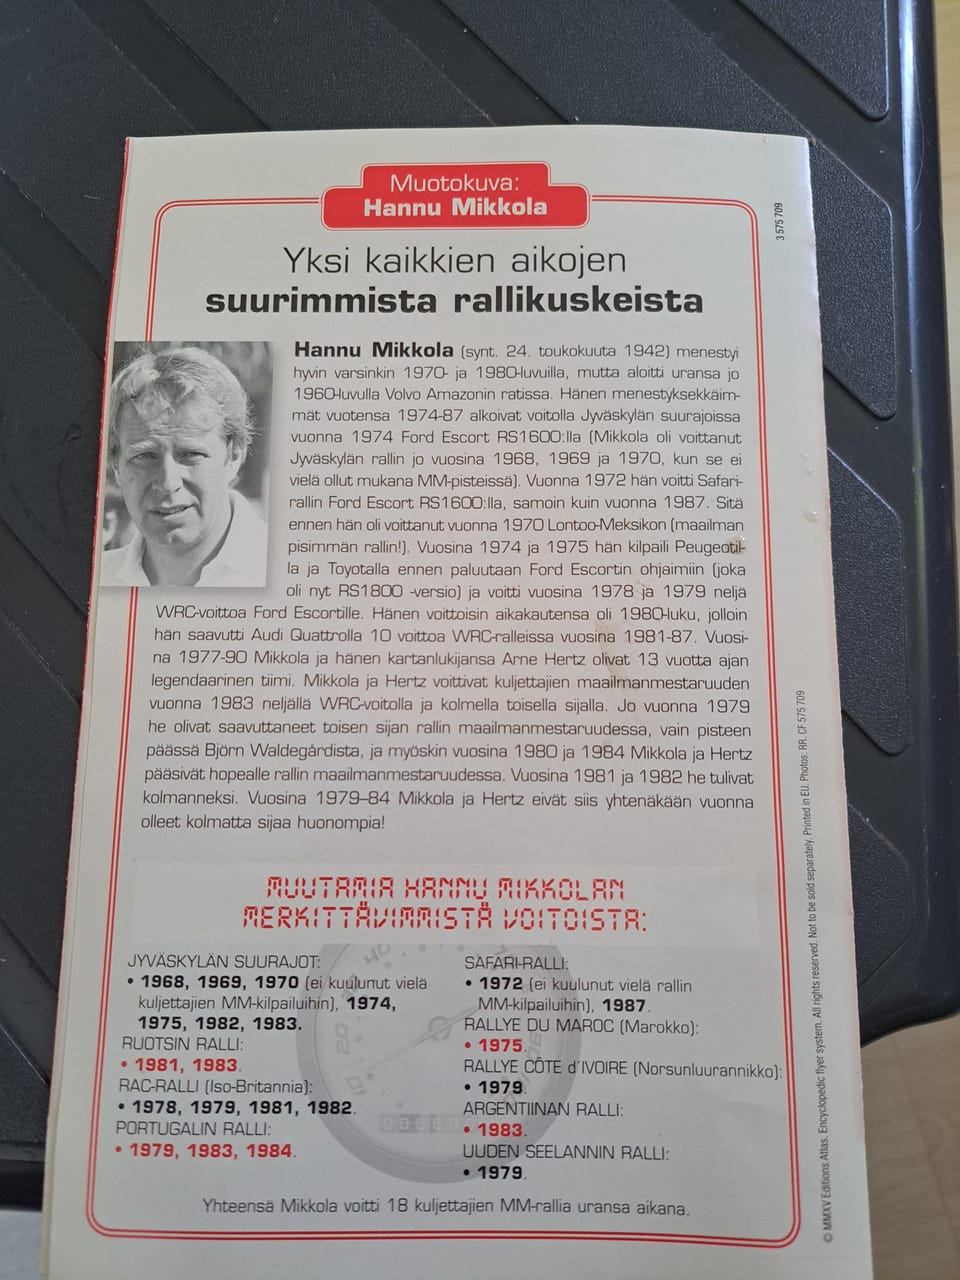 Muotokuva:
Hannu Mikkola
3 575 709
Yksi kaikkien aikojen
suurimmista rallikuskeista
Hannu Mikkola (synt. 24. toukokuuta 1942) menestyi
hyvin varsinkin 1970- ja 1980-luvuilla, mutta aloitti uransa jo
1960-luvulla Volvo Amazonin ratissa. Hänen menestyksekkäim-
mät vuotensa 1974-87 alkoivat voitolla Jyväskylän suurajoissa
vuonna 1974 Ford Escort RS1600:lla (Mikkola oli voittanut
Jyväskylän rallin jo vuosina 1968, 1969 ja 1970, kun se ei
vielä ollut mukana MM-pisteissä). Vuonna 1972 hän voitti Safari-
rallin Ford Escort RS1600:lla, samoin kuin vuonna 1987. Sitä
ennen hän oli voittanut vuonna 1970 Lontoo-Meksikon (maailman
pisimmän rallin!). Vuosina 1974 ja 1975 hän kilpaili Peugeotil-
la ja Toyotalla ennen paluutaan Ford Escortin ohjaimiin (joka
oli nyt RS1800 -versio) ja voitti vuosina 1978 ja 1979 neljä
WRC-voittoa Ford Escortille. Hänen voittoisin aikakautensa oli 1980-luku, jolloin
hän saavutti Audi Quattrolla 10 voittoa WRC-ralleissa vuosina 1981-87. Vuosi-
na 1977-90 Mikkola ja hänen kartanlukijansa Arne Hertz olivat 13 vuotta ajan
legendaarinen tiimi. Mikkola ja Hertz voittivat kuljettajien maailmanmestaruuden
vuonna 1983 neljällä WRC-voitolla ja kolmella toisella sijalla. Jo vuonna 1979
he olivat saavuttaneet toisen sijan rallin maailmanmestaruudessa, vain pisteen
päässä Björn Waldegårdista, ja myöskin vuosina 1980 ja 1984 Mikkola ja Hertz
pääsivät hopealle rallin maailmanmestaruudessa. Vuosina 1981 ja 1982 he tulivat
kolmanneksi. Vuosina 1979–84 Mikkola ja Hertz eivät siis yhtenäkään vuonna
olleet kolmatta sijaa huonompia!
MUUTAMIA HANNU MIKKOLAN
MERKITTÄVIMMISTÄ VOITOISTA:
JYVÄSKYLÄN SUURAJOT:
• 1968, 1969, 1970 (ei kuulunut vielä
kuljettajien MM-kilpailuihin), 1974,
1975, 1982, 1983.
RUOTSIN RALLI:
• 1981, 1983.
RAC-RALLI (Iso-Britannia):
• 1978, 1979, 1981, 1982.
PORTUGALIN RALLI:
• 1979, 1983, 1984.
SAFARI-RALLI:
• 1972 (ei kuulunut vielä rallin
MM-kilpailuihin), 1987.
RALLYE DU MAROC (Marokko):
• 1975.
RALLYE CÔTE d'IVOIRE (Norsunluurannikko):
• 1979.
ARGENTIINAN RALLI:
• 1983.
UUDEN SEELANNIN RALLI:
• 1979.
Yhteensä Mikkola voitti 18 kuljettajien MM-rallia uransa aikana.
© MMXV Editions Atlas. Encyclopedic flyer system. All rights reserved. Not to be sold separately. Printed in EU. Photos: RR. CF 575 709